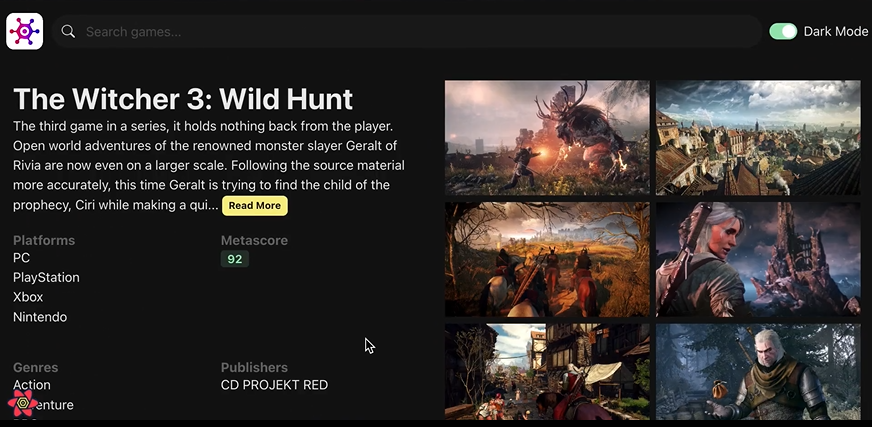 Search games...
Dark Mode
The Witcher 3: Wild Hunt
The third game in a series, it holds nothing back from the player.
Open world adventures of the renowned monster slayer Geralt of
Rivia are now even on a larger scale. Following the source material
more accurately, this time Geralt is trying to find the child of the
prophecy, Ciri while making a qui... Read More
Platforms
PC
PlayStation
Xbox
Nintendo
Metascore
92
Genres
Action
Publishers
CD PROJEKT RED